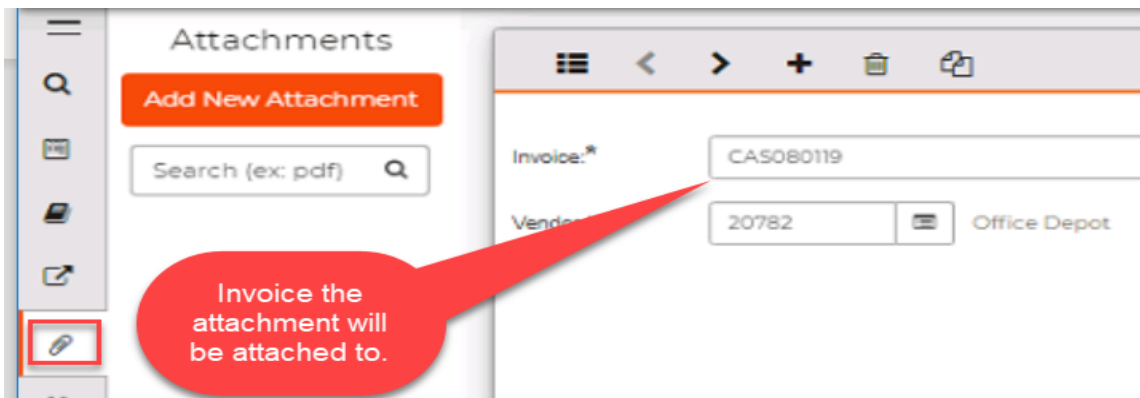 Attachments
Add New Attachment
Search (ex: pdf)
Invoice:*
CAS080119
Vendor
20782
Office Depot
Invoice the
attachment will
be attached to.